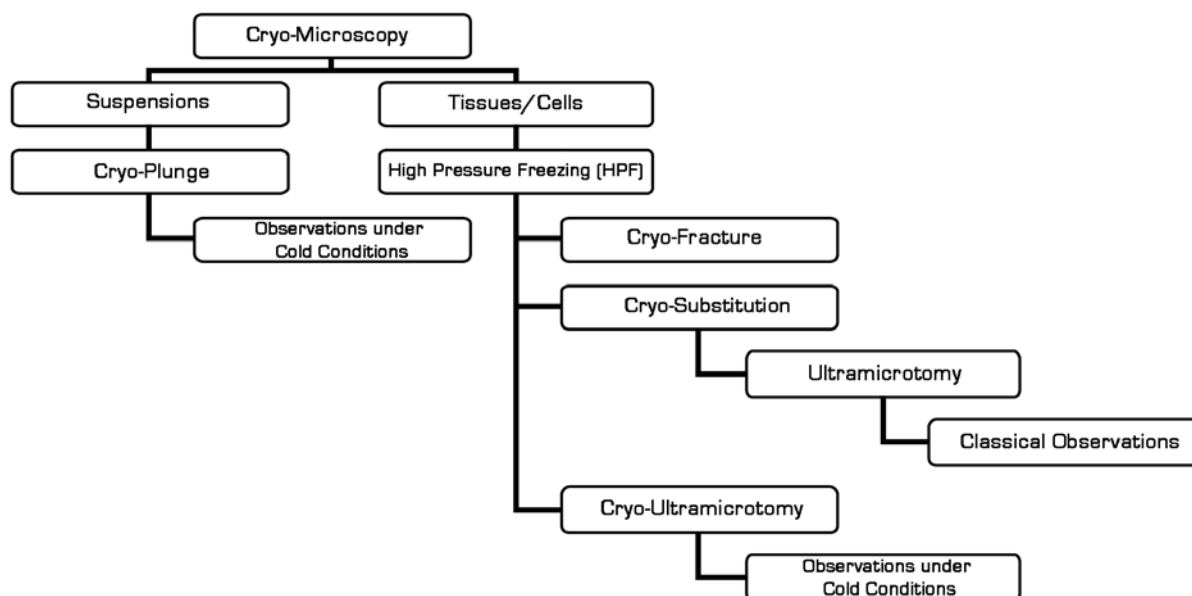 Cryo-Microscopy
Suspensions
Tissues/Cells
Cryo-Plunge
High Pressure Freezing (HPF)
Observations under
Cold Conditions
Cryo-Fracture
Cryo-Substitution
Ultramicrotomy
Classical Observations
Cryo-Ultramicrotomy
Observations under
Cold Conditions